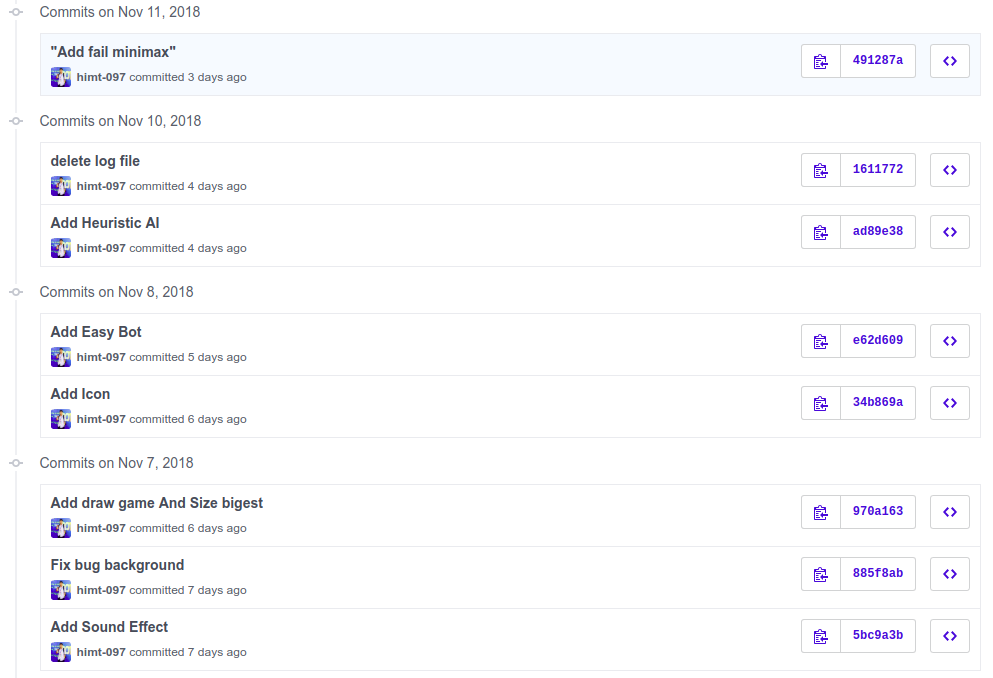 Commits on Nov 11, 2018
"Add fail minimax"
himt-097 committed 3 days ago
491287a
Commits on Nov 10, 2018
delete log file
himt-097 committed 4 days ago
1611772
Add Heuristic AI
himt-097 committed 4 days ago
ad89e38
Commits on Nov 8, 2018
Add Easy Bot
himt-097 committed 5 days ago
e62d609
Add Icon
himt-097 committed 6 days ago
34b869a
Commits on Nov 7, 2018
Add draw game And Size bigest
himt-097 committed 6 days ago
970a163
Fix bug background
himt-097 committed 7 days ago
885f8ab
Add Sound Effect
himt-097 committed 7 days ago
5bc9a3b